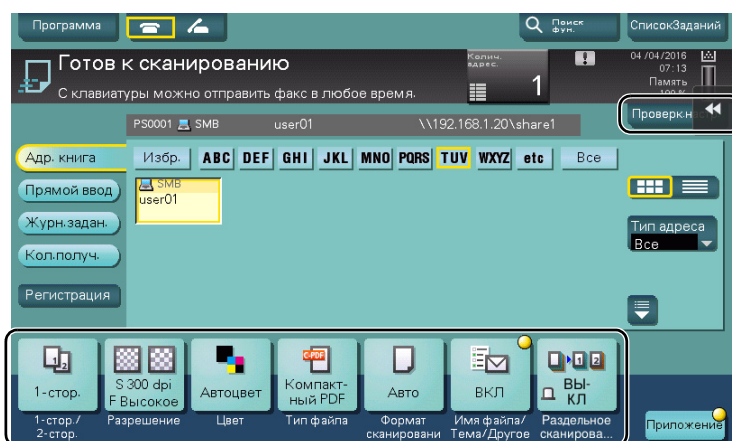 Программа
Поиск
фун.
СписокЗаданий
Готов к сканированию
Колич.
адрес.
1
04/04/2016
07:13
Память
100 %
С клавиатуры можно отправить факс в любое время.
PS0001 SMB user01 \\192.168.1.20\share1
Адр. книга
Избр. ABC DEF GHI JKL MNO PQRS TUV WXYZ etc Все
SMB
user01
Прямой ввод
Журн.задан.
Кол.получ.
Регистрация
Тип адреса
Все
1-стор.
S 300 dpi
F Высокое
Автоцвет
C-PDF
Компакт-
ный PDF
Авто
ВКЛ
ВЫ-
КЛ
1-стор./
2-стор.
Разрешение
Цвет
Тип файла
Формат
сканировани
Имя файла/
Тема/Другое
Раздельное
сканирова...
Приложение